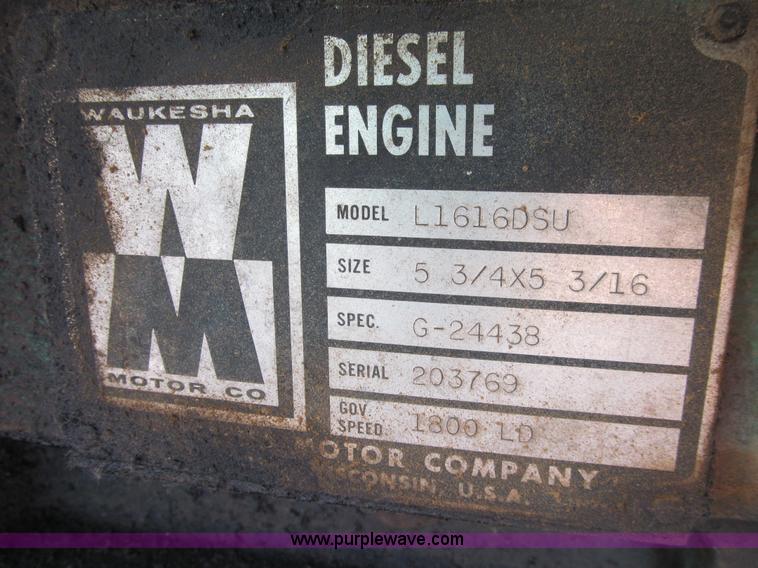 WAUKESHA
WM
MOTOR CO
DIESEL
ENGINE
MODEL L1616DSU
SIZE 5 3/4X5 3/16
SPEC. G-24438
SERIAL 203769
GOV. SPEED 1800 LD
COMPANY
U.S.A.
www.purplewave.com